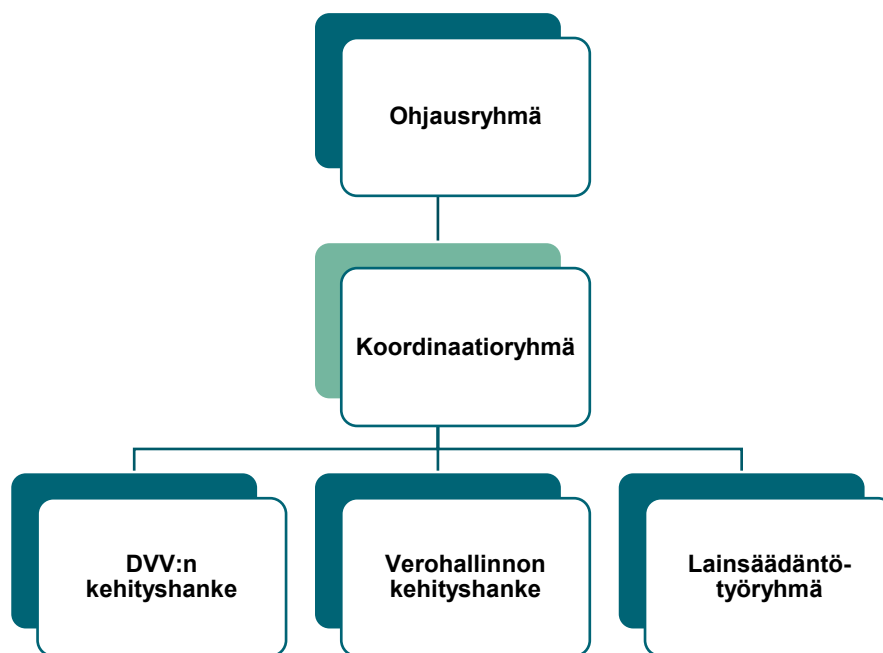 Ohjausryhmä
Koordinaatioryhmä
DVV:n
kehityshanke
Verohallinnon
kehityshanke
Lainsäädäntö-
työryhmä